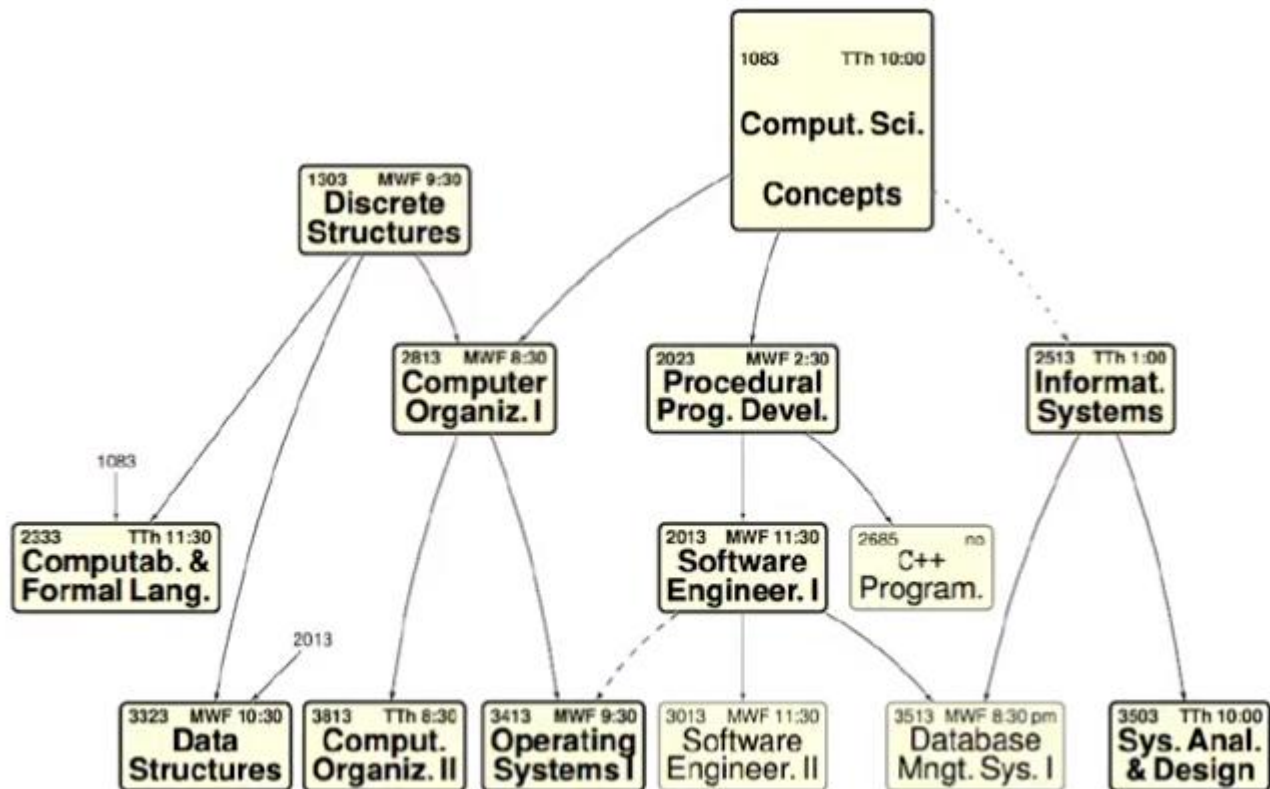 1083 TTh 10:00
Comput. Sci.
Concepts
1303 MWF 9:30
Discrete
Structures
2813 MWF 8:30
Computer
Organiz. I
2023 MWF 2:30
Procedural
Prog. Devel.
2513 TTh 1:00
Informat.
Systems
1083
2333 TTh 11:30
Computab. &
Formal Lang.
2013 MWF 11:30
Software
Engineer. I
2685 no
C++
Program.
2013
3323 MWF 10:30
Data
Structures
3813 TTh 8:30
Comput.
Organiz. II
3413 MWF 9:30
Operating
Systems I
3013 MWF 11:30
Software
Engineer. II
3513 MWF 8:30 pm
Database
Mngt. Sys. I
3503 TTh 10:00
Sys. Anal.
& Design